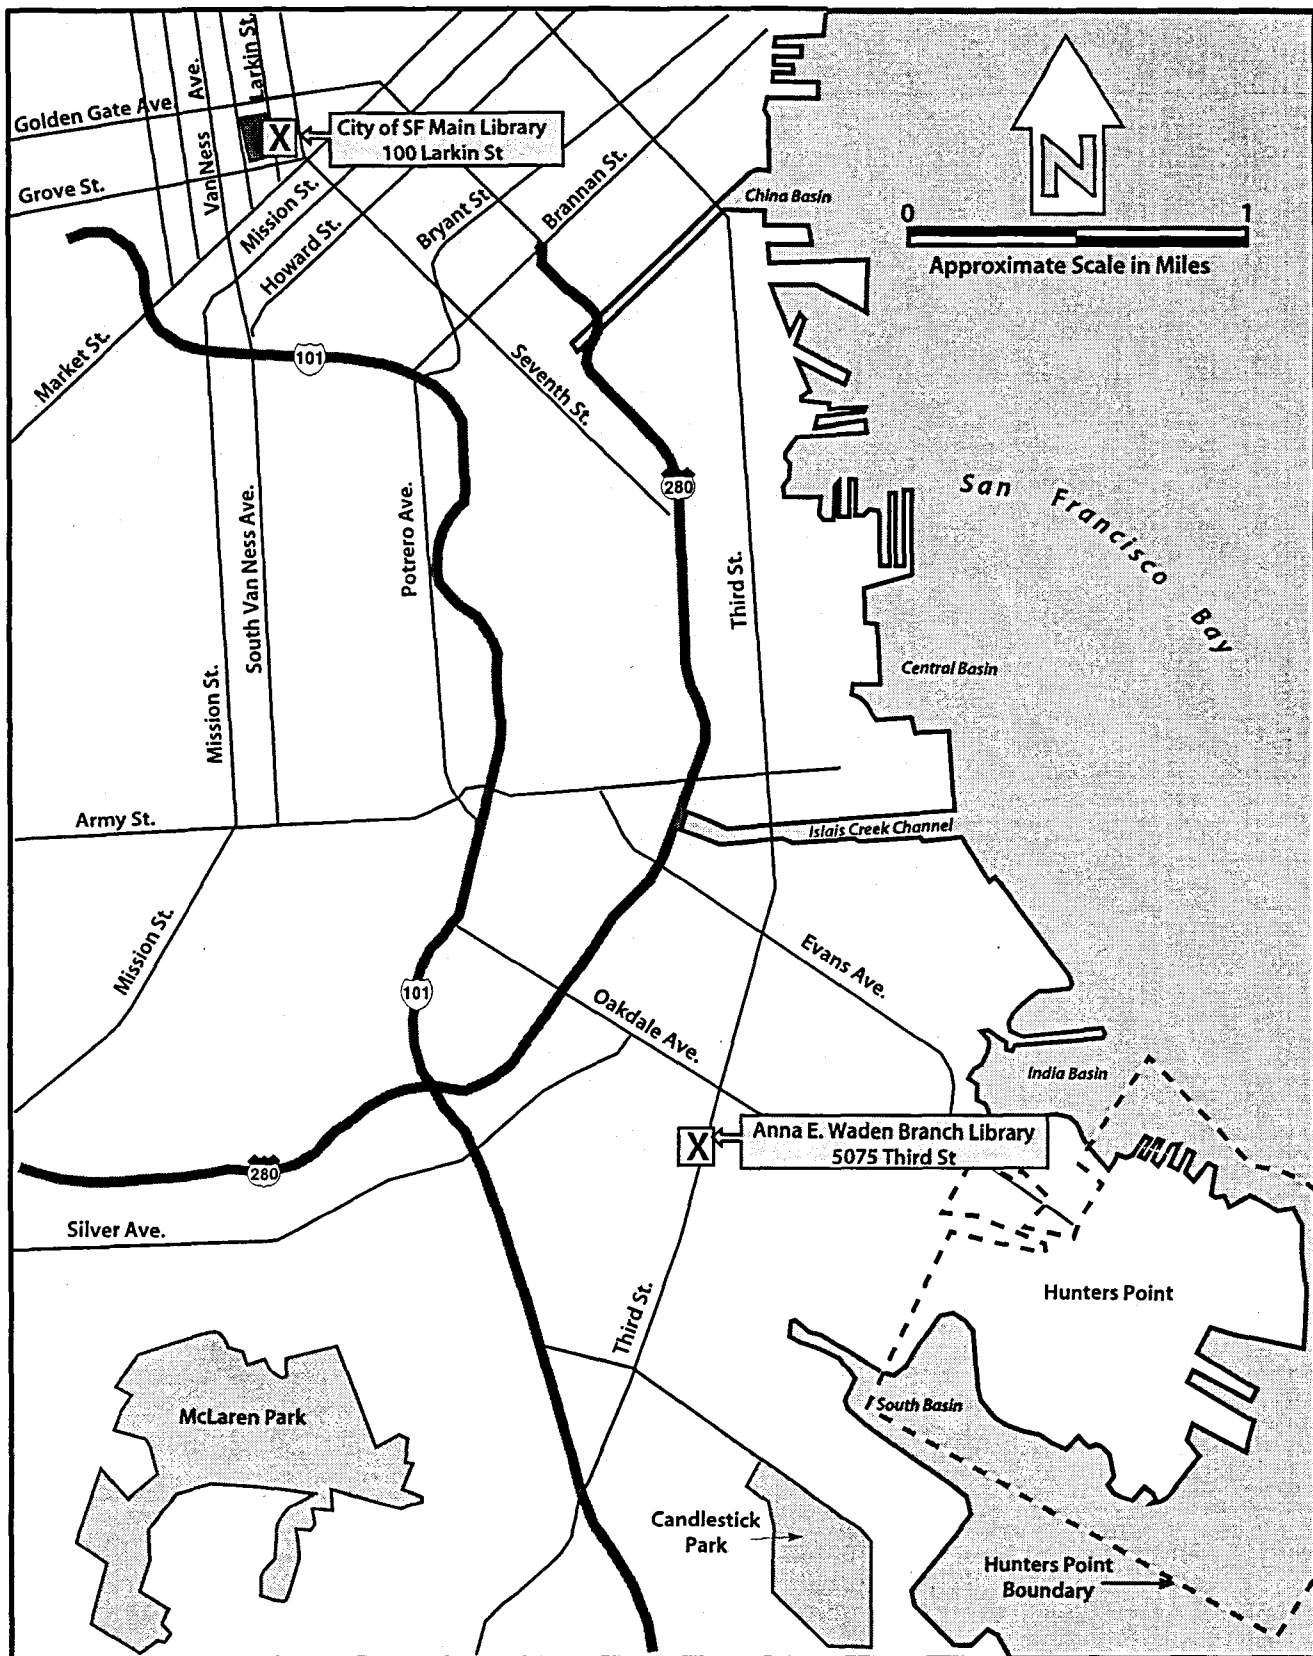 Larkin St.
Ave.
Golden Gate Ave.
City of SF Main Library
100 Larkin St
X
N
Grove St.
Van Ness
Mission St.
Howard St.
Bryant St.
Brannan St.
China Basin
0
1
Approximate Scale in Miles
Market St.
101
Seventh St.
280
San Francisco Bay
Potrero Ave.
South Van Ness Ave.
Third St.
Mission St.
Central Basin
Army St.
Islais Creek Channel
Mission St.
Evans Ave.
101
Oakdale Ave.
India Basin
X
Anna E. Waden Branch Library
5075 Third St
280
Silver Ave.
Hunters Point
Third St.
McLaren Park
South Basin
Candlestick
Park
Hunters Point
Boundary